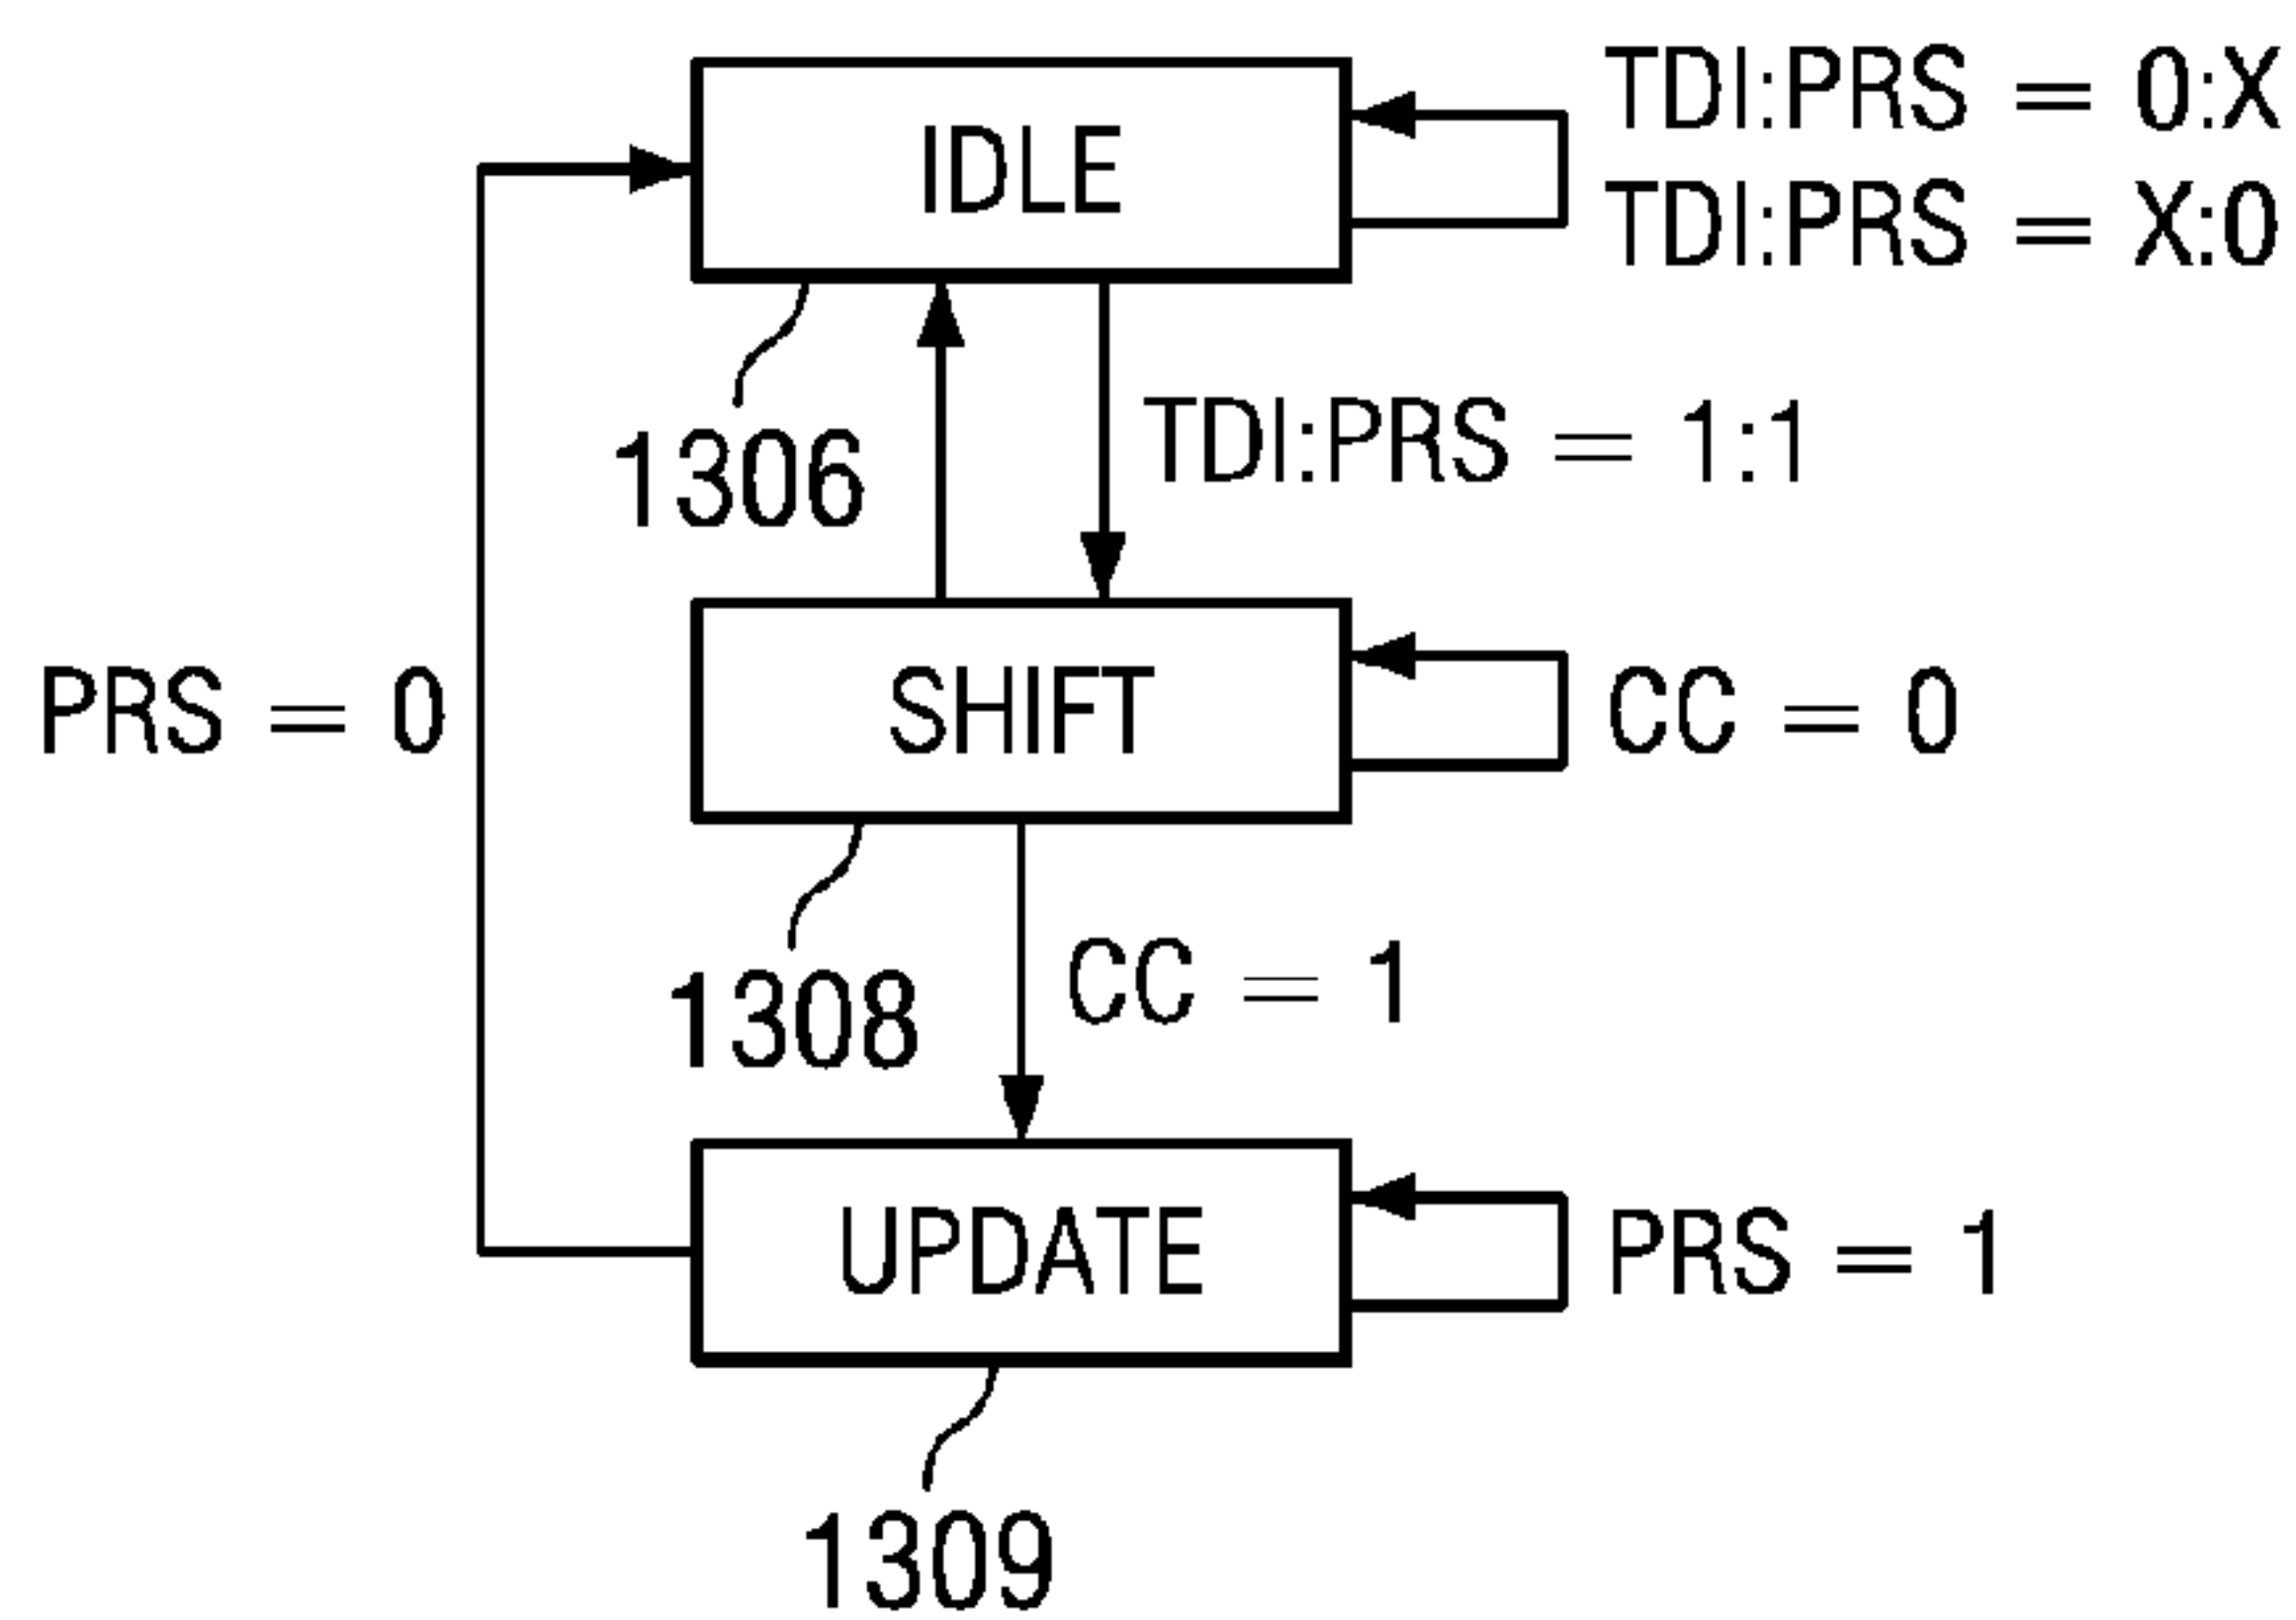 IDLE
TDI:PRS = 0:X
TDI:PRS = X:0
1306
TDI:PRS = 1:1
PRS = 0
SHIFT
CC = 0
1308
CC = 1
UPDATE
PRS = 1
1309